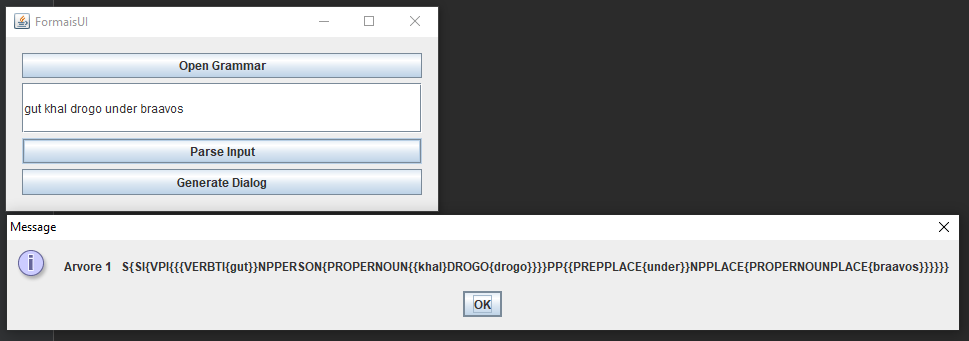 FormaisUI
Open Grammar
gut khal drogo under braavos
Parse Input
Generate Dialog
Message
Arvore 1 S{SI{VPI{{{VERBTI{gut}}NPPERSON{PROPERNOUN{{khal}DROGO{drogo}}}}PP{{PREPPLACE{under}}NPPLACE{PROPERNOUNPLACE{braavos}}}}}}
OK